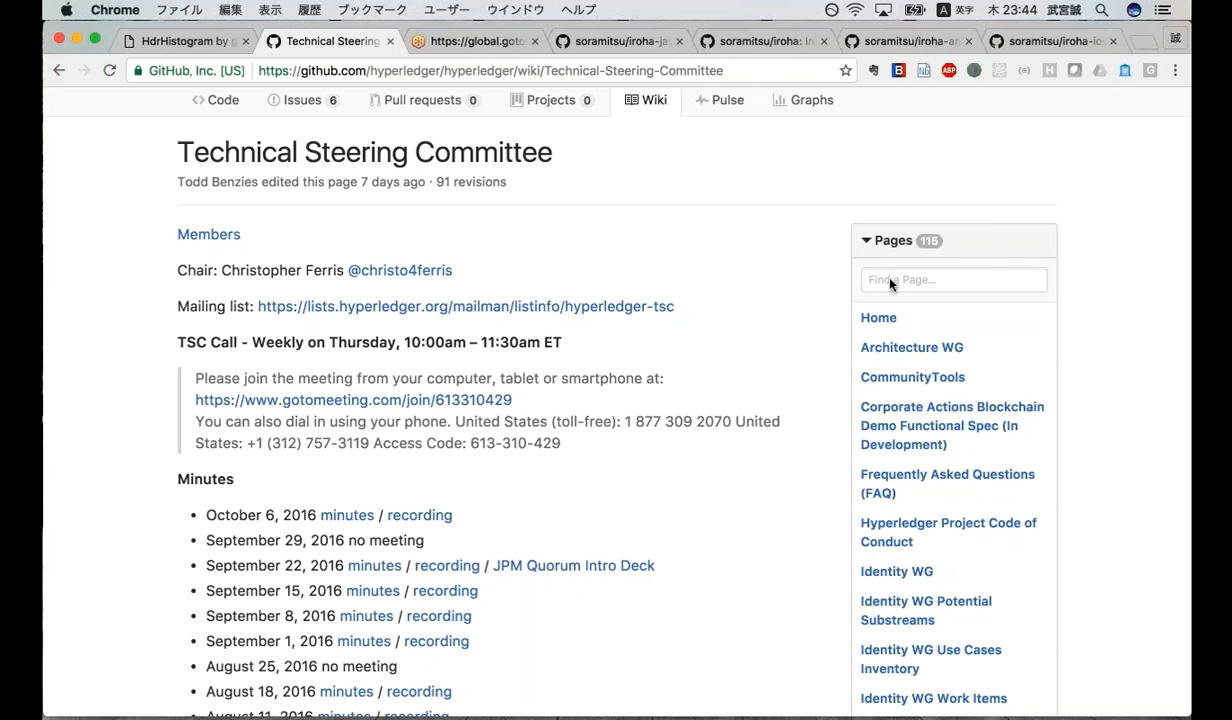 Chrome ファイル 編集 表示 履歴 ブックマーク ユーザー ウインドウ ヘルプ A 英字 木 23:44 武宮誠
HdrHistogram by g
Technical Steering
https://global.goto
soramitsu/iroha-ja
soramitsu/iroha: Ir
soramitsu/iroha-an
soramitsu/iroha-io
誠
GitHub, Inc. [US] https://github.com/hyperledger/hyperledger/wiki/Technical-Steering-Committee
Code Issues 6 Pull requests 0 Projects 0 Wiki Pulse Graphs
Technical Steering Committee
Todd Benzies edited this page 7 days ago · 91 revisions
Members
Chair: Christopher Ferris @christo4ferris
Mailing list: https://lists.hyperledger.org/mailman/listinfo/hyperledger-tsc
TSC Call - Weekly on Thursday, 10:00am – 11:30am ET
Please join the meeting from your computer, tablet or smartphone at:
https://www.gotomeeting.com/join/613310429
You can also dial in using your phone. United States (toll-free): 1 877 309 2070 United
States: +1 (312) 757-3119 Access Code: 613-310-429
Minutes
• October 6, 2016 minutes / recording
• September 29, 2016 no meeting
• September 22, 2016 minutes / recording / JPM Quorum Intro Deck
• September 15, 2016 minutes / recording
• September 8, 2016 minutes / recording
• September 1, 2016 minutes / recording
• August 25, 2016 no meeting
• August 18, 2016 minutes / recording
• August 11, 2016 minutes / recording
Pages 115
Find a Page...
Home
Architecture WG
CommunityTools
Corporate Actions Blockchain
Demo Functional Spec (In
Development)
Frequently Asked Questions
(FAQ)
Hyperledger Project Code of
Conduct
Identity WG
Identity WG Potential
Substreams
Identity WG Use Cases
Inventory
Identity WG Work Items